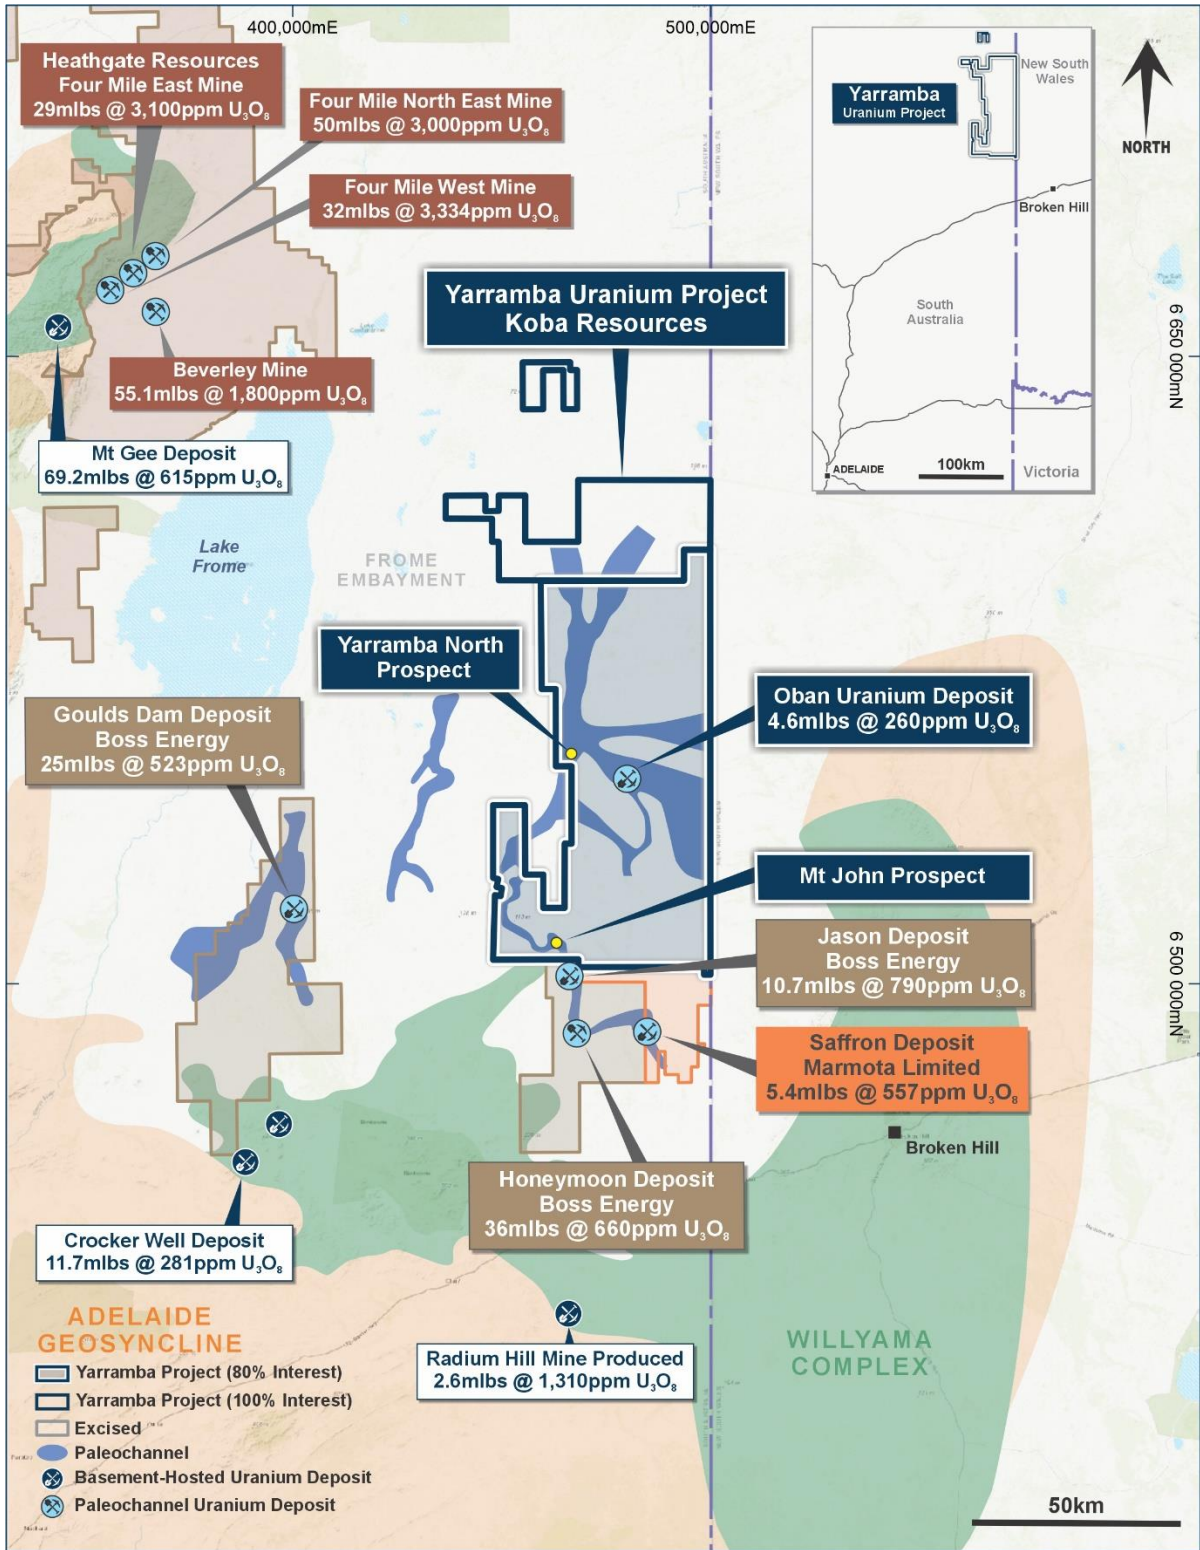 400,000mE
500,000mE
Heathgate Resources
Four Mile East Mine
29mlbs @ 3,100ppm U₃O₈
Four Mile North East Mine
50mlbs @ 3,000ppm U₃O₈
Four Mile West Mine
32mlbs @ 3,334ppm U₃O₈
Yarramba
Uranium Project
New South
Wales
Broken Hill
South
Australia
ADELAIDE
100km
Victoria
NORTH
Yarramba Uranium Project
Koba Resources
6 650 000mN
Beverley Mine
55.1mlbs @ 1,800ppm U₃O₈
Mt Gee Deposit
69.2mlbs @ 615ppm U₃O₈
Lake
Frome
FROME
EMBAYMENT
Yarramba North
Prospect
Oban Uranium Deposit
4.6mlbs @ 260ppm U₃O₈
Goulds Dam Deposit
Boss Energy
25mlbs @ 523ppm U₃O₈
Mt John Prospect
Jason Deposit
Boss Energy
10.7mlbs @ 790ppm U₃O₈
6 500 000mN
Saffron Deposit
Marmota Limited
5.4mlbs @ 557ppm U₃O₈
Broken Hill
Honeymoon Deposit
Boss Energy
36mlbs @ 660ppm U₃O₈
Crocker Well Deposit
11.7mlbs @ 281ppm U₃O₈
Radium Hill Mine Produced
2.6mlbs @ 1,310ppm U₃O₈
WILLYAMA
COMPLEX
ADELAIDE
GEOSYNCLINE
Yarramba Project (80% Interest)
Yarramba Project (100% Interest)
Excised
Paleochannel
Basement-Hosted Uranium Deposit
Paleochannel Uranium Deposit
50km